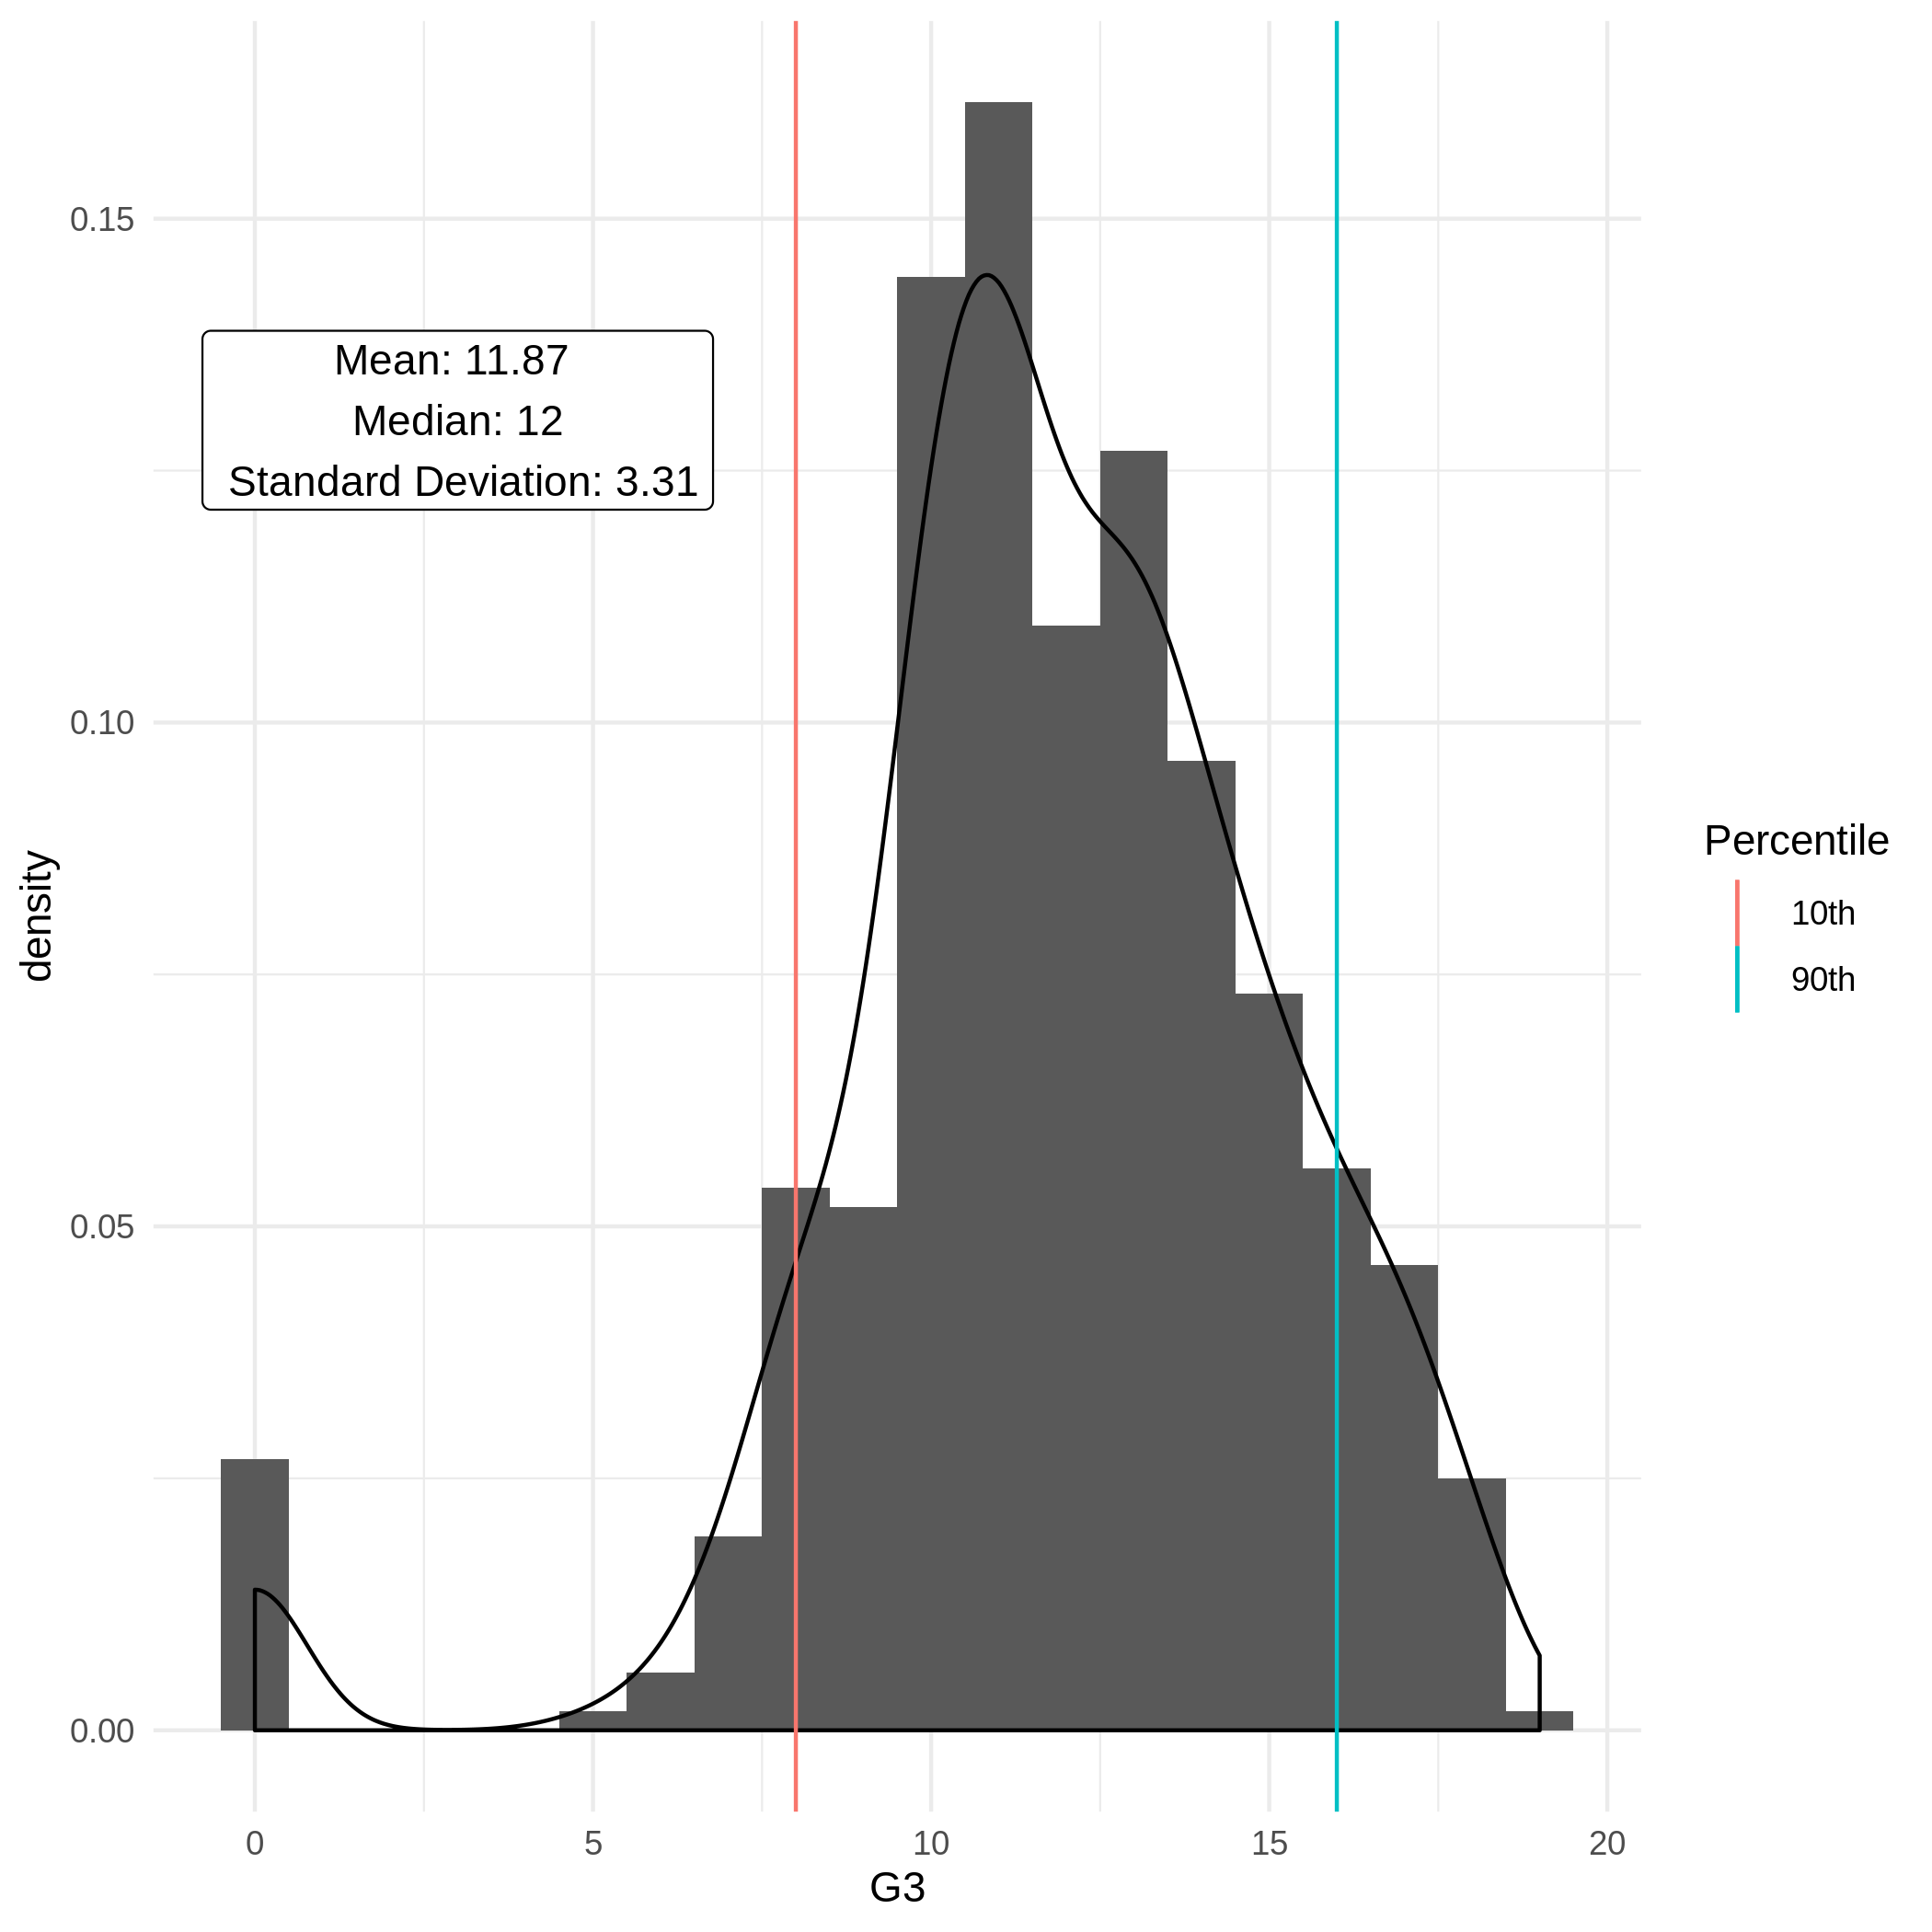 0.15
0.10
0.05
0.00
density
Mean: 11.87
Median: 12
Standard Deviation: 3.31
0
5
10
15
20
G3
Percentile
10th
90th